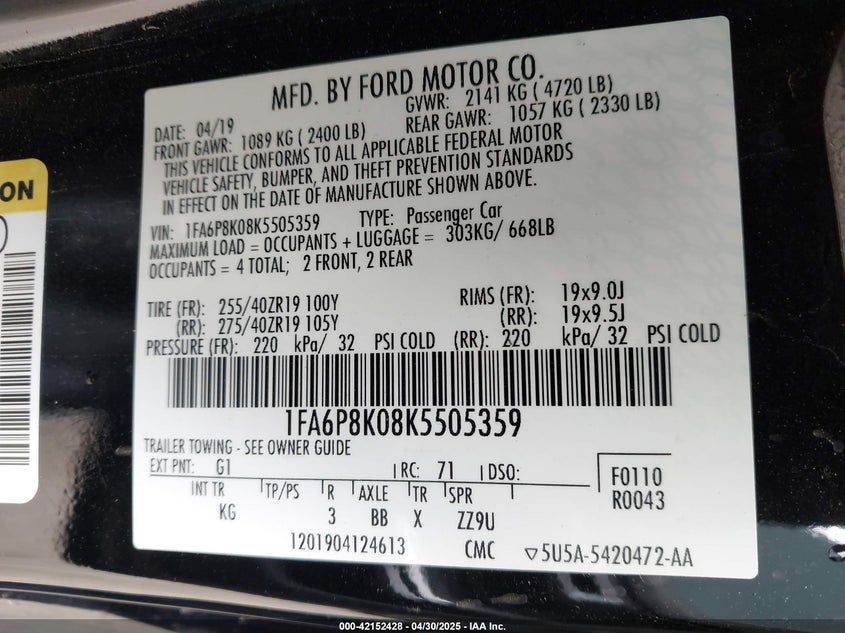 MFD. BY FORD MOTOR CO.
DATE: 04/19 GVWR: 2141 KG ( 4720 LB)
FRONT GAWR: 1089 KG ( 2400 LB) REAR GAWR: 1057 KG ( 2330 LB)
THIS VEHICLE CONFORMS TO ALL APPLICABLE FEDERAL MOTOR
VEHICLE SAFETY, BUMPER, AND THEFT PREVENTION STANDARDS
IN EFFECT ON THE DATE OF MANUFACTURE SHOWN ABOVE.
VIN: 1FA6P8K08K5505359 TYPE: Passenger Car
MAXIMUM LOAD = OCCUPANTS + LUGGAGE = 303KG/ 668LB
OCCUPANTS = 4 TOTAL; 2 FRONT, 2 REAR
TIRE (FR): 255/40ZR19 100Y RIMS (FR): 19x9.0J
(RR): 275/40ZR19 105Y (RR): 19x9.5J
PRESSURE (FR): 220 kPa/ 32 PSI COLD (RR): 220 kPa/ 32 PSI COLD
1FA6P8K08K5505359
TRAILER TOWING - SEE OWNER GUIDE
EXT PNT: G1 RC: 71 DSO: F0110
INT TR TP/PS R AXLE TR SPR R0043
KG 3 BB X ZZ9U
1201904124613 CMC ▽5U5A-5420472-AA
ON
000-42152428 - 04/30/2025 - IAA Inc.